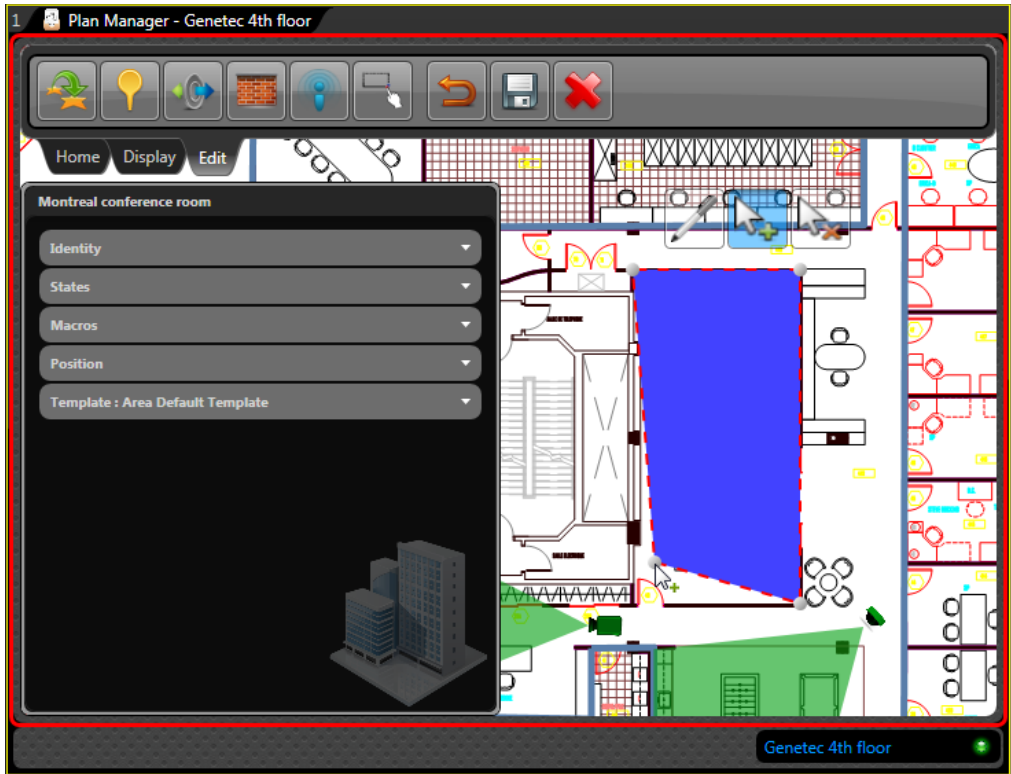 1 Plan Manager - Genetec 4th floor
Home Display Edit
Montreal conference room
Identity
States
Macros
Position
Template : Area Default Template
Genetec 4th floor